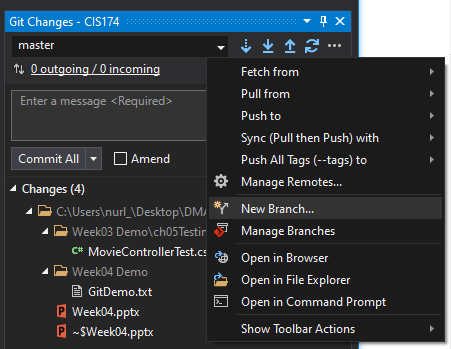 Git Changes - CIS174
master
0 outgoing / 0 incoming
Enter a message <Required>
Commit All
Amend
Changes (4)
C:\Users\nurl_\Desktop\DMA
Week03 Demo\ch05Testin
MovieControllerTest.cs
Week04 Demo
GitDemo.txt
Week04.pptx
~$Week04.pptx
Fetch from
Pull from
Push to
Sync (Pull then Push) with
Push All Tags (--tags) to
Manage Remotes...
New Branch...
Manage Branches
Open in Browser
Open in File Explorer
Open in Command Prompt
Show Toolbar Actions